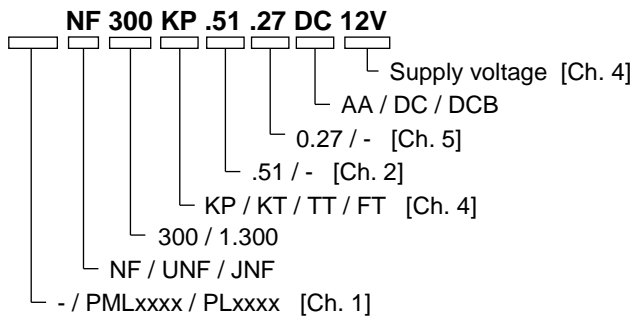 NF 300 KP .51 .27 DC 12V
Supply voltage [Ch. 4]
AA / DC / DCB
0.27 / - [Ch. 5]
.51 / - [Ch. 2]
KP / KT / TT / FT [Ch. 4]
300 / 1.300
NF / UNF / JNF
- / PMLxxxx / PLxxxx [Ch. 1]